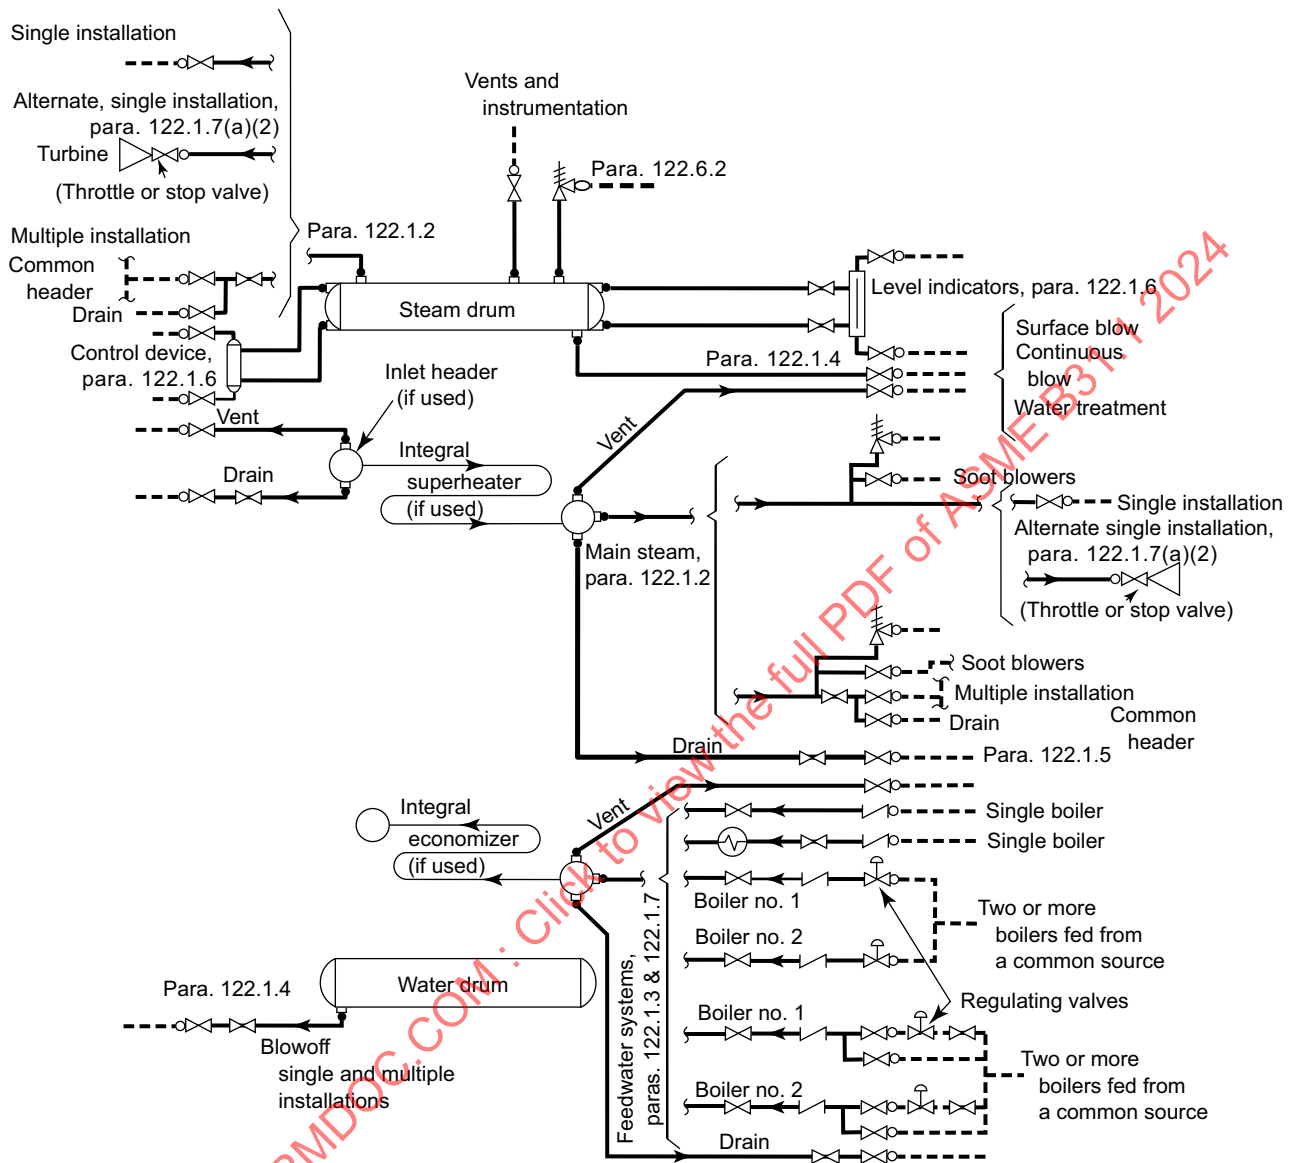 Single installation
Alternate, single installation,
para. 122.1.7(a)(2)
Turbine
(Throttle or stop valve)
Multiple installation
Common
header
Drain
Control device,
para. 122.1.6
Vents and
instrumentation
Para. 122.6.2
Para. 122.1.2
Steam drum
Level indicators, para. 122.1.6
Para. 122.1.4
Surface blow
Continuous
blow
Water treatment
Inlet header
(if used)
Vent
Drain
Integral
superheater
(if used)
Vent
Main steam,
para. 122.1.2
Soot blowers
Single installation
Alternate single installation,
para. 122.1.7(a)(2)
(Throttle or stop valve)
Soot blowers
Multiple installation
Drain
Common
header
Drain
Para. 122.1.5
Integral
economizer
(if used)
Vent
Single boiler
Single boiler
Boiler no. 1
Boiler no. 2
Two or more
boilers fed from
a common source
Regulating valves
Boiler no. 1
Boiler no. 2
Two or more
boilers fed from
a common source
Feedwater systems,
paras. 122.1.3 & 122.1.7
Drain
Water drum
Para. 122.1.4
Blowoff
single and multiple
installations
RMDOC.COM : Click to view the full PDF of ASME B31.1 2024